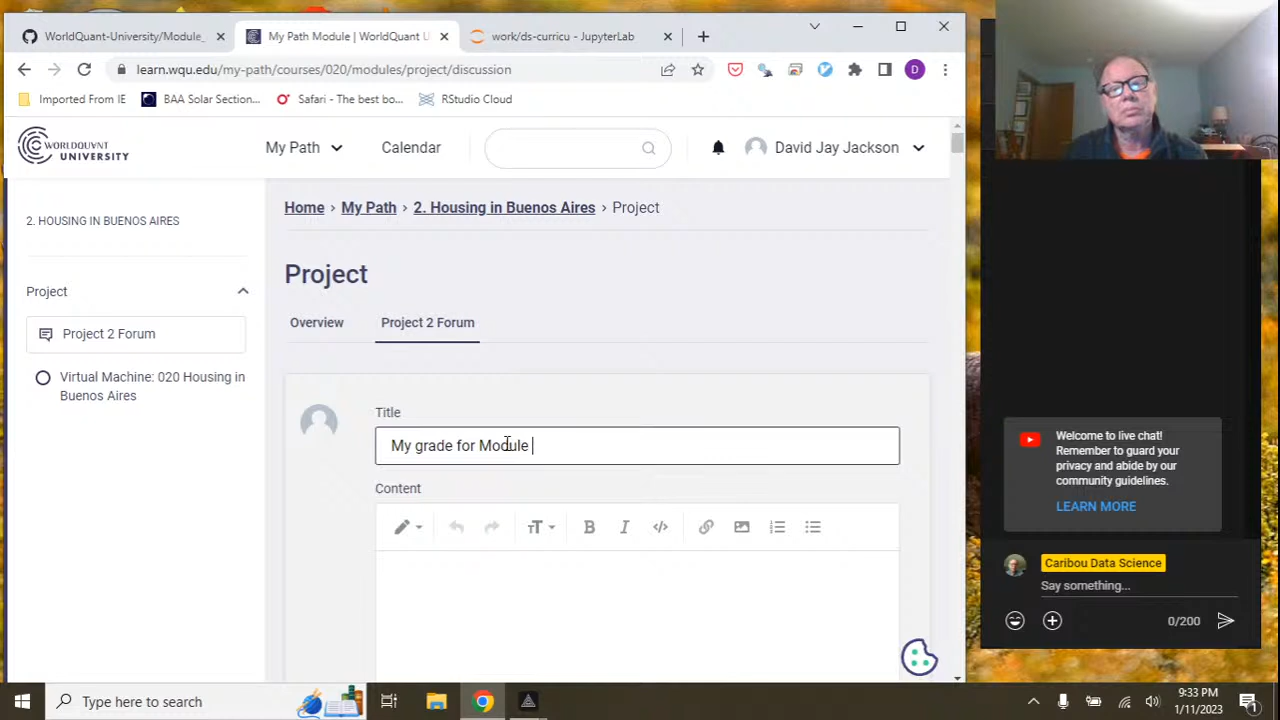 WorldQuant-University/Module_
My Path Module | WorldQuant U
work/ds-curricu - JupyterLab
learn.wqu.edu/my-path/courses/020/modules/project/discussion
D
Imported From IE
BAA Solar Section...
Safari - The best bo...
RStudio Cloud
WORLDQUANT
UNIVERSITY
My Path
Calendar
David Jay Jackson
2. HOUSING IN BUENOS AIRES
Home > My Path > 2. Housing in Buenos Aires > Project
Project
Project 2 Forum
Virtual Machine: 020 Housing in
Buenos Aires
Project
Overview
Project 2 Forum
Title
My grade for Module
Content
Welcome to live chat!
Remember to guard your
privacy and abide by our
community guidelines.
LEARN MORE
Caribou Data Science
Say something...
0/200
Type here to search
9:33 PM
1/11/2023
1